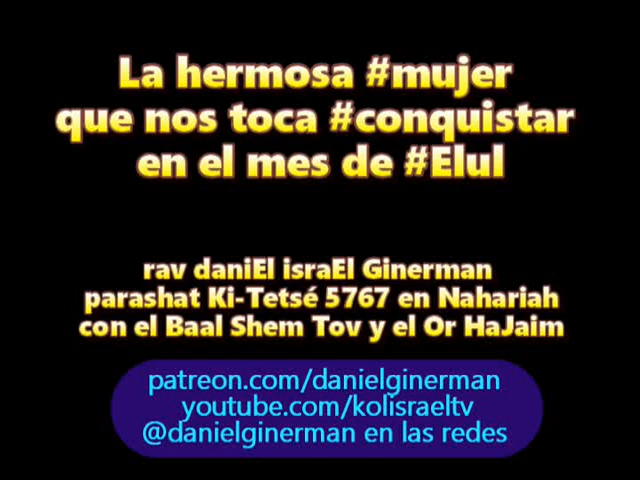 La hermosa #mujer
que nos toca #conquistar
en el mes de #Elul
rav daniEl israEl Ginerman
parashat Ki-Tetsé 5767 en Nahariah
con el Baal Shem Tov y el Or HaJaim
patreon.com/danielginerman
youtube.com/kolisraeltv
@danielginerman en las redes